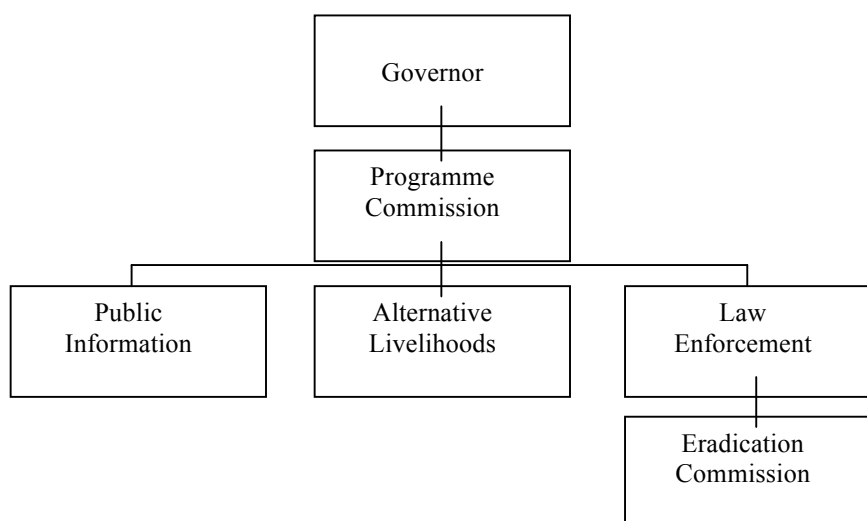 Governor
Programme
Commission
Public
Information
Alternative
Livelihoods
Law
Enforcement
Eradication
Commission